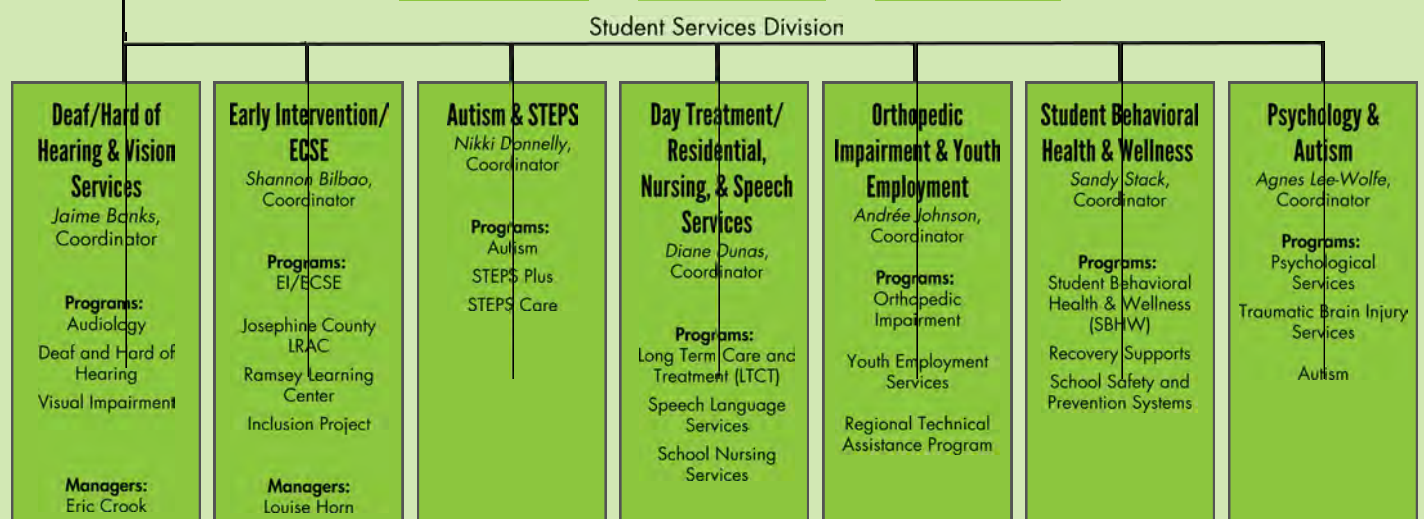 Student Services Division
Deaf/Hard of
Hearing & Vision
Services
Jaime Banks,
Coordinator
Programs:
Audiology
Deaf and Hard of
Hearing
Visual Impairment
Managers:
Eric Crook
Early Intervention/
ECSE
Shannon Bilbao,
Coordinator
Programs:
EI/ECSE
Josephine County
LRAC
Ramsey Learning
Center
Inclusion Project
Managers:
Louise Horn
Autism & STEPS
Nikki Donnelly,
Coordinator
Programs:
Autism
STEPS Plus
STEPS Care
Day Treatment/
Residential,
Nursing, & Speech
Services
Diane Dunas,
Coordinator
Programs:
Long Term Care and
Treatment (LTCT)
Speech Language
Services
School Nursing
Services
Orthopedic
Impairment & Youth
Employment
Andrée Johnson,
Coordinator
Programs:
Orthopedic
Impairment
Youth Employment
Services
Regional Technical
Assistance Program
Student Behavioral
Health & Wellness
Sandy Stack,
Coordinator
Programs:
Student Behavioral
Health & Wellness
(SBHW)
Recovery Supports
School Safety and
Prevention Systems
Psychology &
Autism
Agnes Lee-Wolfe,
Coordinator
Programs:
Psychological
Services
Traumatic Brain Injury
Services
Autism